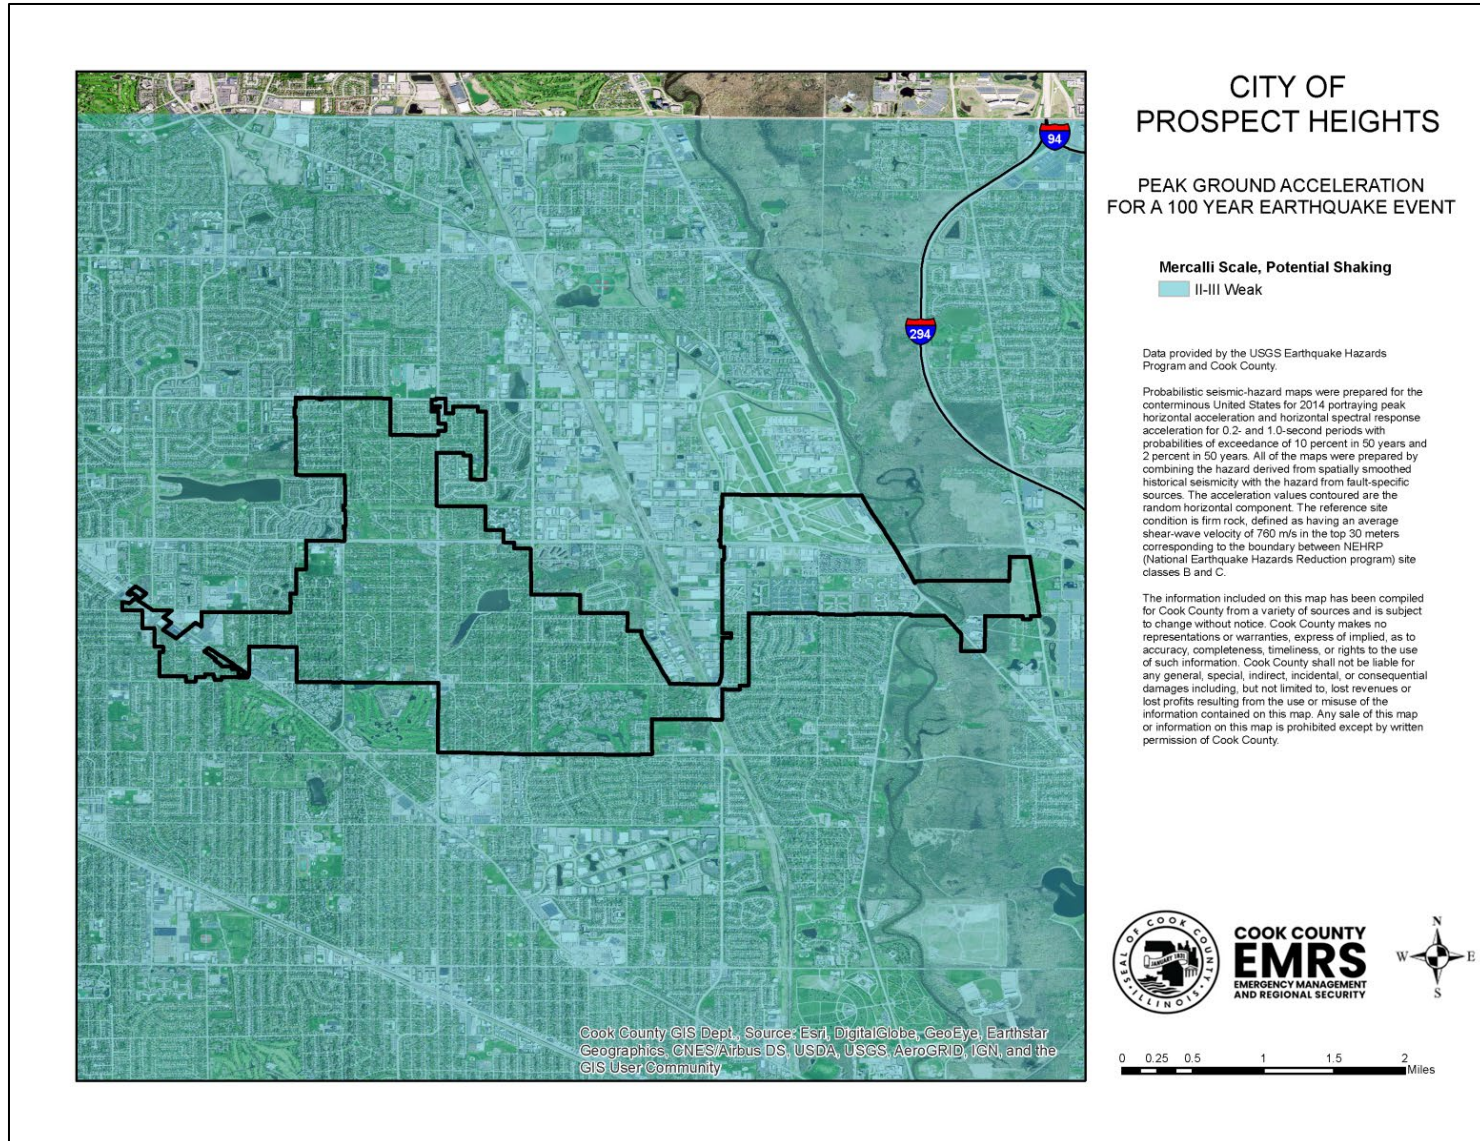 CITY OF
PROSPECT HEIGHTS
PEAK GROUND ACCELERATION
FOR A 100 YEAR EARTHQUAKE EVENT
Mercalli Scale, Potential Shaking
II-III Weak
Data provided by the USGS Earthquake Hazards
Program and Cook County.
Probabilistic seismic-hazard maps were prepared for the
conterminous United States for 2014 portraying peak
horizontal acceleration and horizontal spectral response
acceleration for 0.2- and 1.0-second periods with
probabilities of exceedance of 10 percent in 50 years and
2 percent in 50 years. All of the maps were prepared by
combining the hazard derived from spatially smoothed
historical seismicity with the hazard from fault-specific
sources. The acceleration values contoured are the
random horizontal component. The reference site
condition is firm rock, defined as having an average
shear-wave velocity of 760 m/s in the top 30 meters
corresponding to the boundary between NEHRP
(National Earthquake Hazards Reduction program) site
classes B and C.
The information included on this map has been compiled
for Cook County from a variety of sources and is subject
to change without notice. Cook County makes no
representations or warranties, express of implied, as to
accuracy, completeness, timeliness, or rights to the use
of such information. Cook County shall not be liable for
any general, special, indirect, incidental, or consequential
damages including, but not limited to, lost revenues or
lost profits resulting from the use or misuse of the
information contained on this map. Any sale of this map
or information on this map is prohibited except by written
permission of Cook County.
94
294
Cook County GIS Dept., Source: Esri, DigitalGlobe, GeoEye, Earthstar
Geographics, CNES/Airbus DS, USDA, USGS, AeroGRID, IGN, and the
GIS User Community
SEAL OF COOK COUNTY
JANUARY 1831
ILLINOIS
COOK COUNTY
EMRS
EMERGENCY MANAGEMENT
AND REGIONAL SECURITY
N
W E
S
0 0.25 0.5 1 1.5 2
Miles